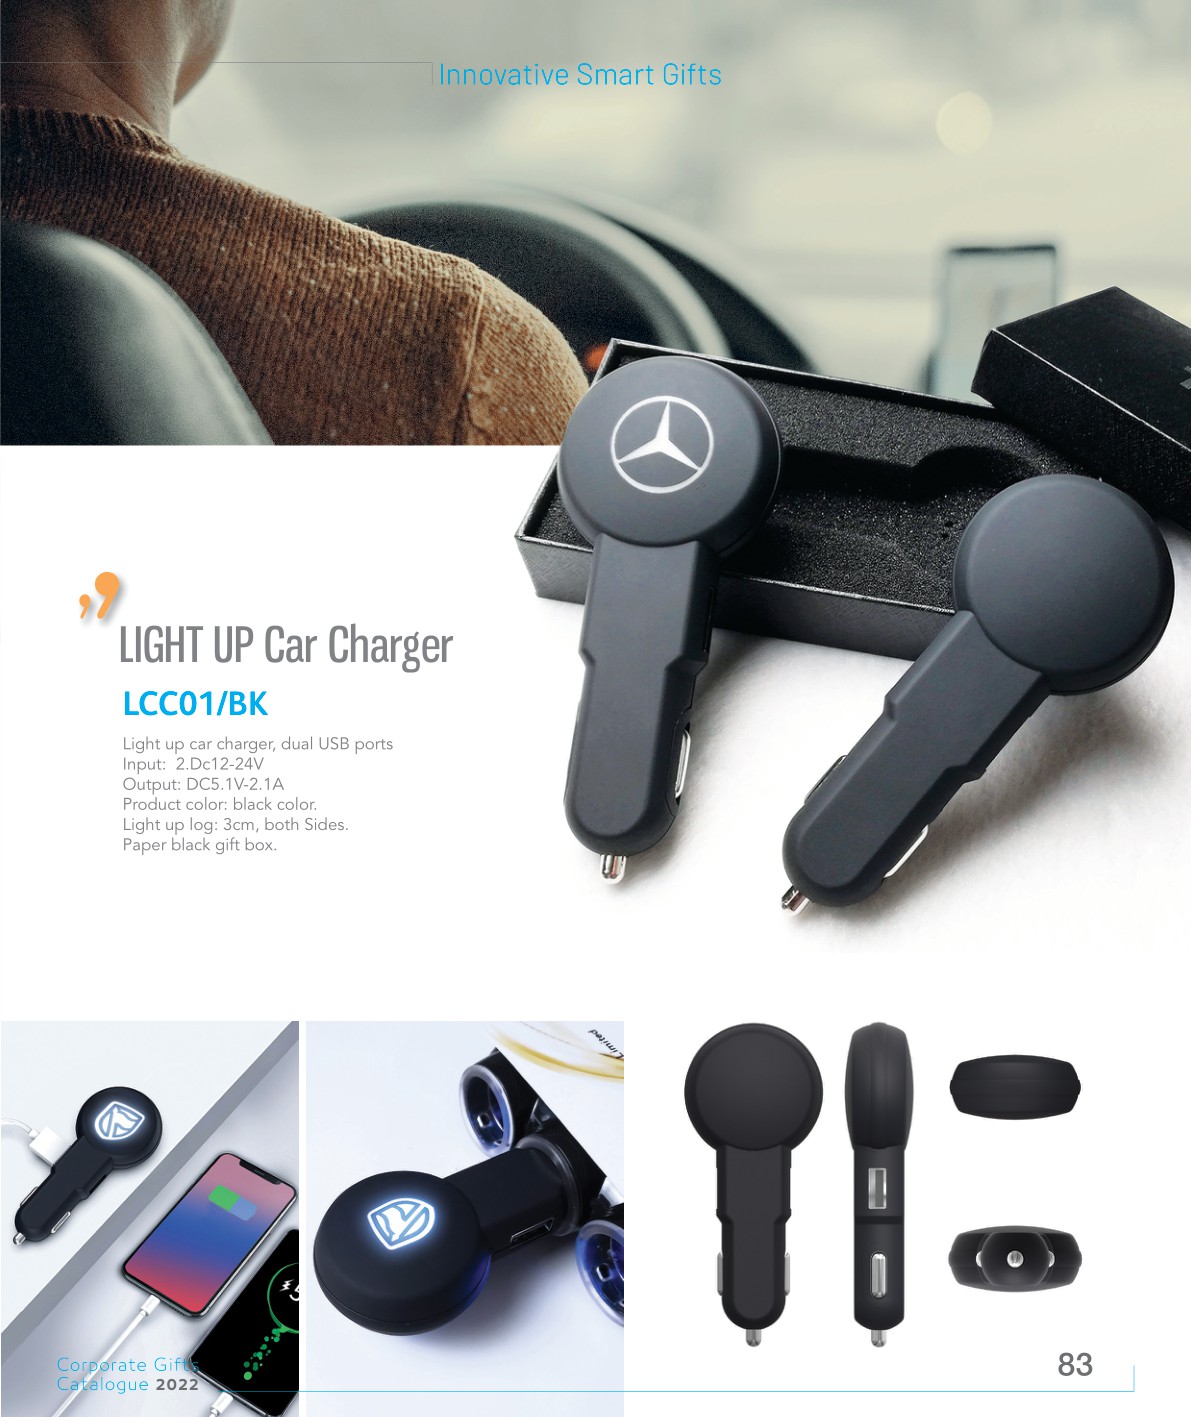 Innovative Smart Gifts
LIGHT UP Car Charger
LCC01/BK
Light up car charger, dual USB ports
Input:  2.Dc12-24V
Output: DC5.1V-2.1A
Product color: black color.
Light up log: 3cm, both Sides.
Paper black gift box.
Limited
Corporate Gifts
Catalogue 2022
83